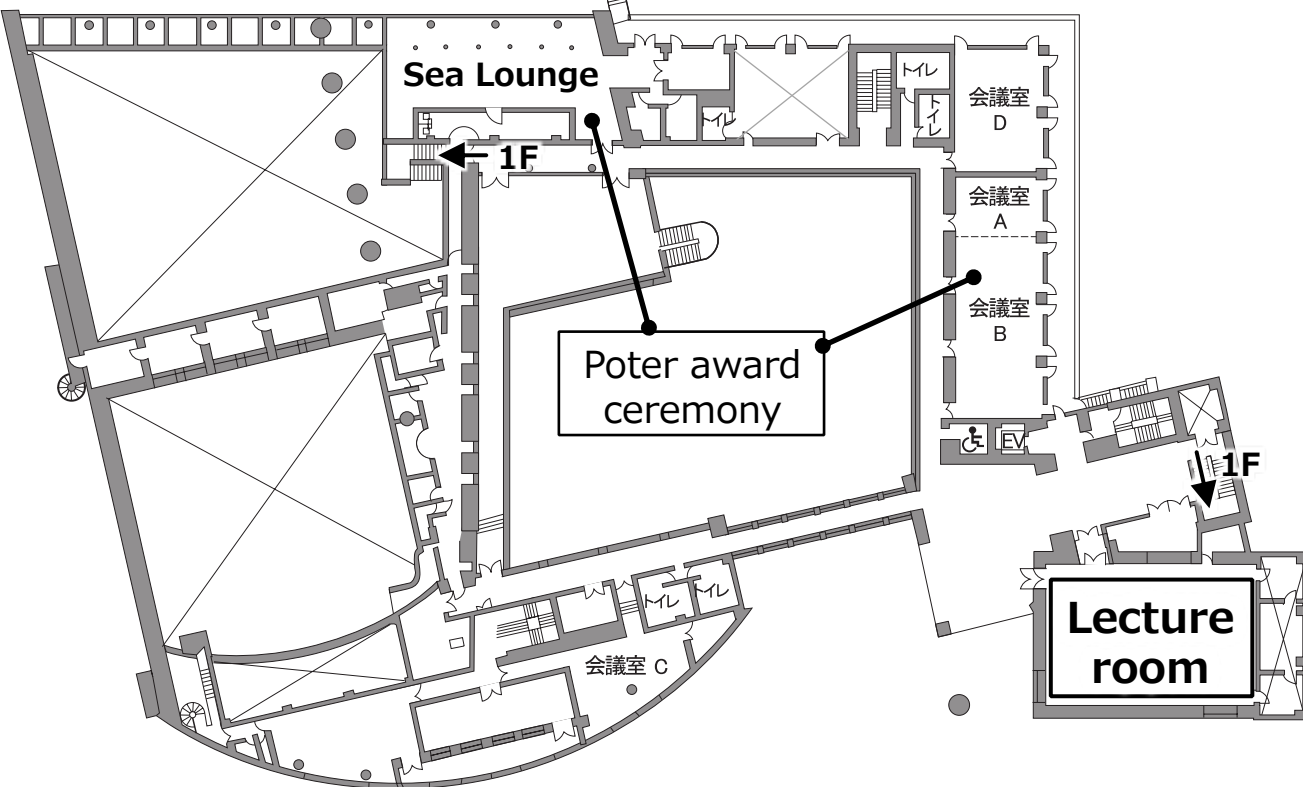 Sea Lounge
トイレ
トイレ
トイレ
会議室
D
1F
会議室
A
会議室
B
Poter award
ceremony
EV
1F
トイレ
トイレ
会議室 C
Lecture
room